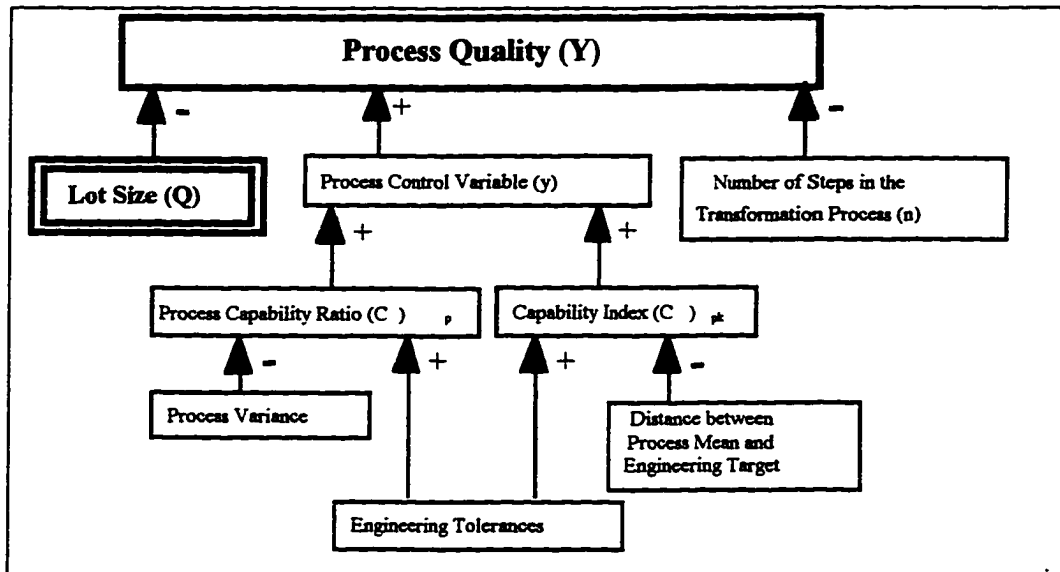 Process Quality (Y)
-
+
-
Lot Size (Q)
Process Control Variable (y)
Number of Steps in the
Transformation Process (n)
+
+
Process Capability Ratio (C ) p
Capability Index (C ) pk
-
+
+
-
Process Variance
Distance between
Process Mean and
Engineering Target
Engineering Tolerances